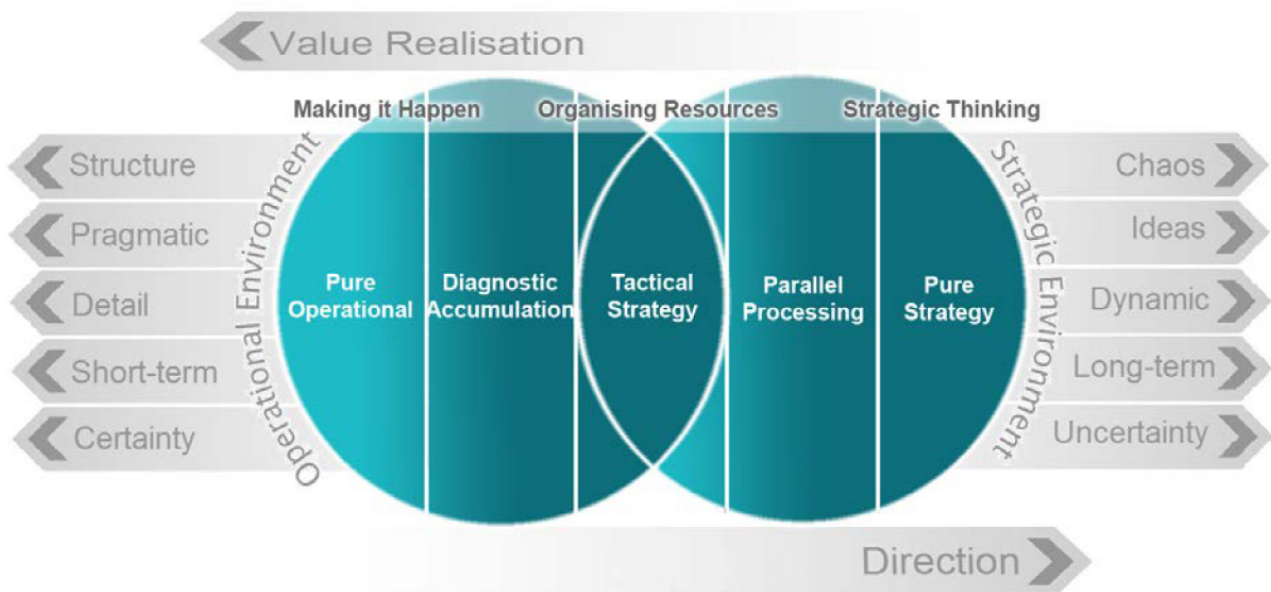 Value Realisation
Making it Happen
Organising Resources
Strategic Thinking
Operational Environment
Structure
Pragmatic
Detail
Short-term
Certainty
Pure
Operational
Diagnostic
Accumulation
Tactical
Strategy
Parallel
Processing
Pure
Strategy
Strategic Environment
Chaos
Ideas
Dynamic
Long-term
Uncertainty
Direction